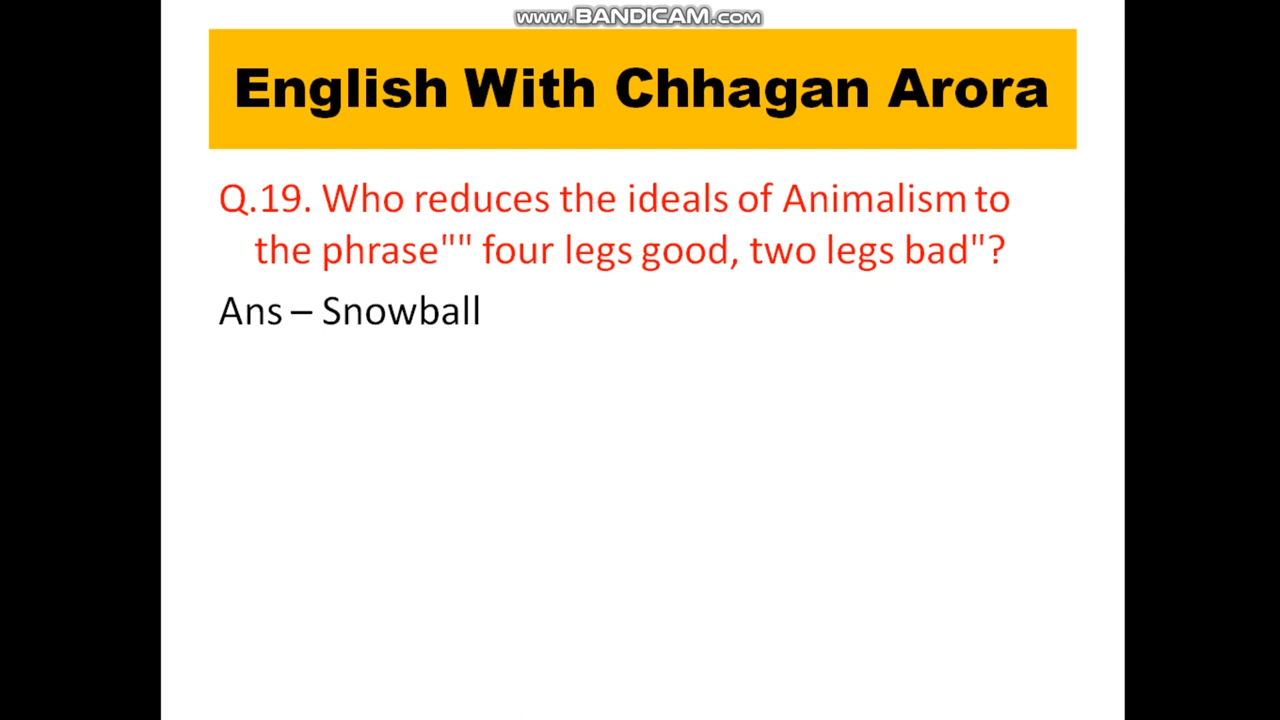 www.BANDICAM.com
English With Chhagan Arora
Q.19. Who reduces the ideals of Animalism to
the phrase"" four legs good, two legs bad"?
Ans – Snowball